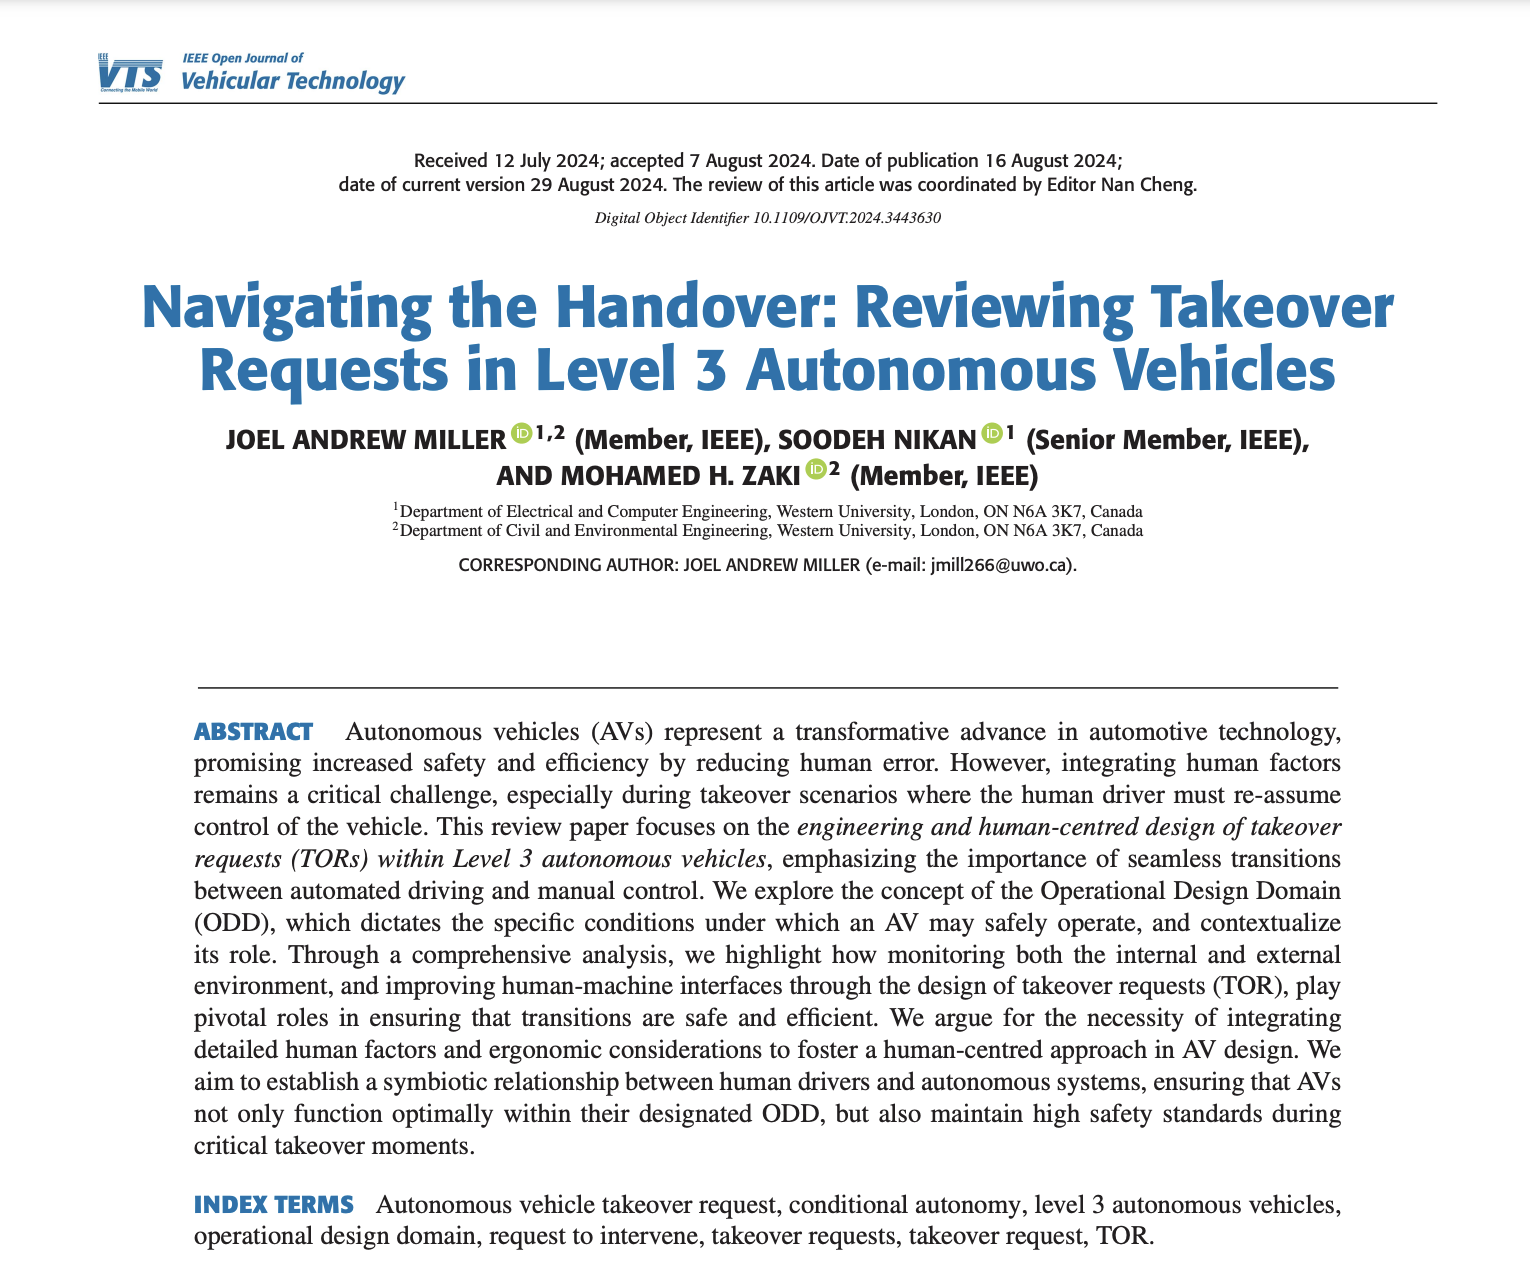 IEEE
VTS
Connecting the Mobile World
IEEE Open Journal of
Vehicular Technology
Received 12 July 2024; accepted 7 August 2024. Date of publication 16 August 2024;
date of current version 29 August 2024. The review of this article was coordinated by Editor Nan Cheng.
Digital Object Identifier 10.1109/OJVT.2024.3443630
Navigating the Handover: Reviewing Takeover
Requests in Level 3 Autonomous Vehicles
JOEL ANDREW MILLER iD 1,2 (Member, IEEE), SOODEH NIKAN iD 1 (Senior Member, IEEE),
AND MOHAMED H. ZAKI iD 2 (Member, IEEE)
1 Department of Electrical and Computer Engineering, Western University, London, ON N6A 3K7, Canada
2 Department of Civil and Environmental Engineering, Western University, London, ON N6A 3K7, Canada
CORRESPONDING AUTHOR: JOEL ANDREW MILLER (e-mail: jmill266@uwo.ca).
ABSTRACT Autonomous vehicles (AVs) represent a transformative advance in automotive technology,
promising increased safety and efficiency by reducing human error. However, integrating human factors
remains a critical challenge, especially during takeover scenarios where the human driver must re-assume
control of the vehicle. This review paper focuses on the engineering and human-centred design of takeover
requests (TORs) within Level 3 autonomous vehicles, emphasizing the importance of seamless transitions
between automated driving and manual control. We explore the concept of the Operational Design Domain
(ODD), which dictates the specific conditions under which an AV may safely operate, and contextualize
its role. Through a comprehensive analysis, we highlight how monitoring both the internal and external
environment, and improving human-machine interfaces through the design of takeover requests (TOR), play
pivotal roles in ensuring that transitions are safe and efficient. We argue for the necessity of integrating
detailed human factors and ergonomic considerations to foster a human-centred approach in AV design. We
aim to establish a symbiotic relationship between human drivers and autonomous systems, ensuring that AVs
not only function optimally within their designated ODD, but also maintain high safety standards during
critical takeover moments.
INDEX TERMS Autonomous vehicle takeover request, conditional autonomy, level 3 autonomous vehicles,
operational design domain, request to intervene, takeover requests, takeover request, TOR.